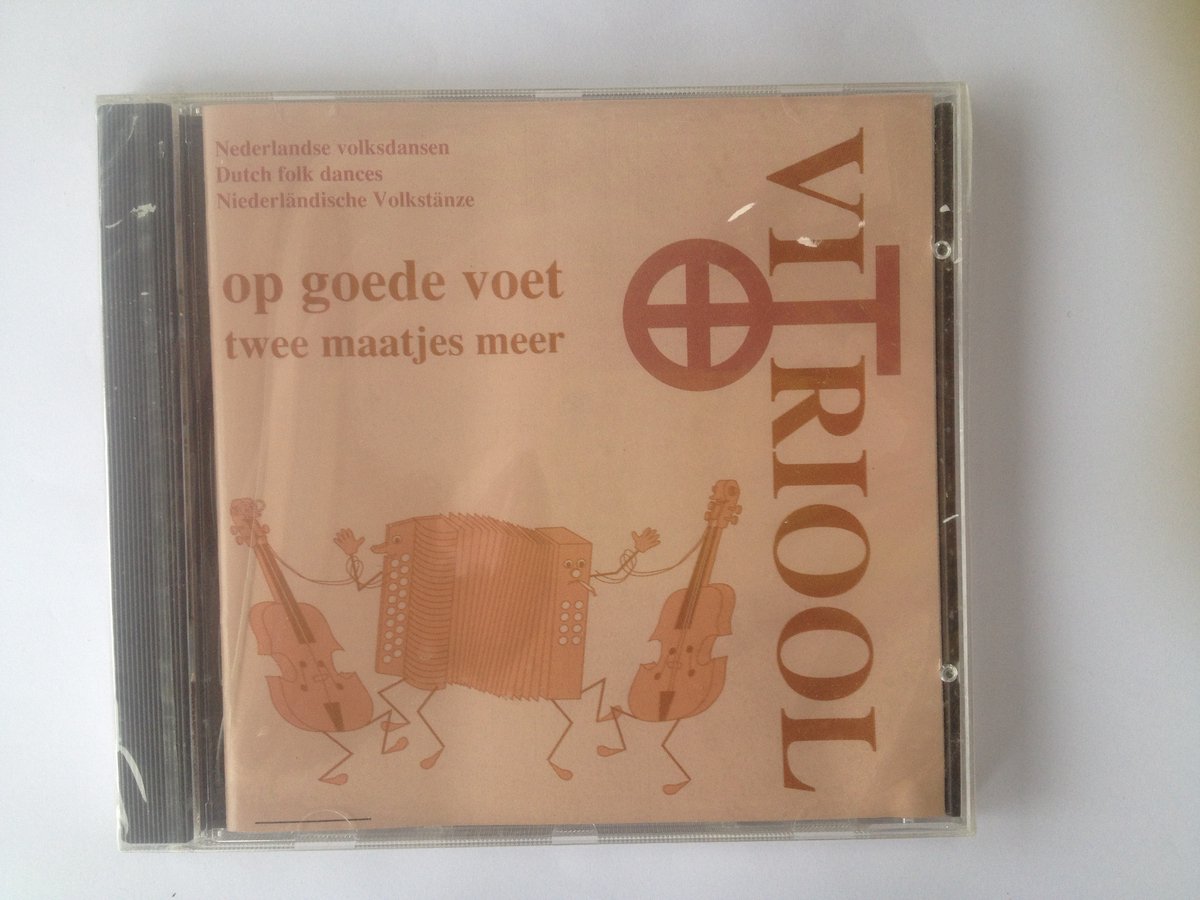 Nederlandse volksdansen
Dutch folk dances
Niederländische Volkstänze
op goede voet
twee maatjes meer
VITRIOOL